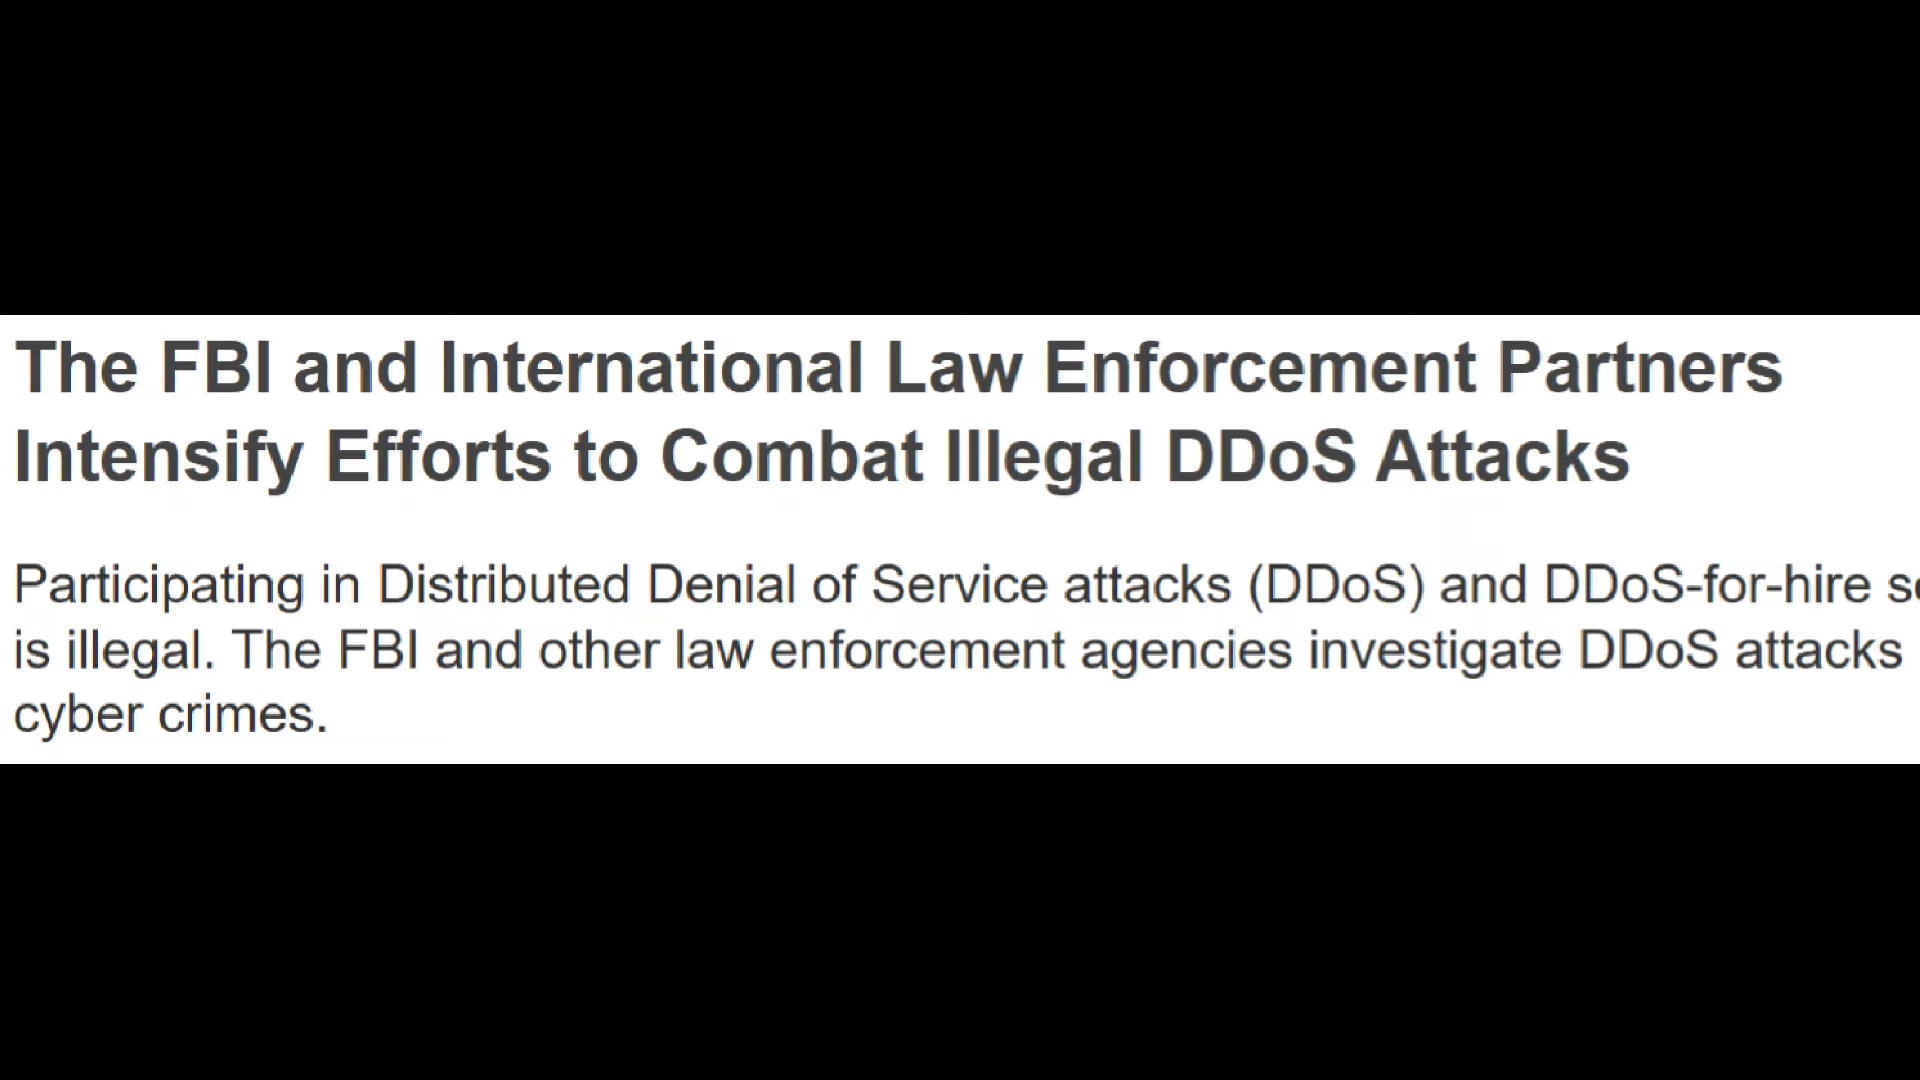 The FBI and International Law Enforcement Partners
Intensify Efforts to Combat Illegal DDoS Attacks
Participating in Distributed Denial of Service attacks (DDoS) and DDoS-for-hire
is illegal. The FBI and other law enforcement agencies investigate DDoS attacks
cyber crimes.